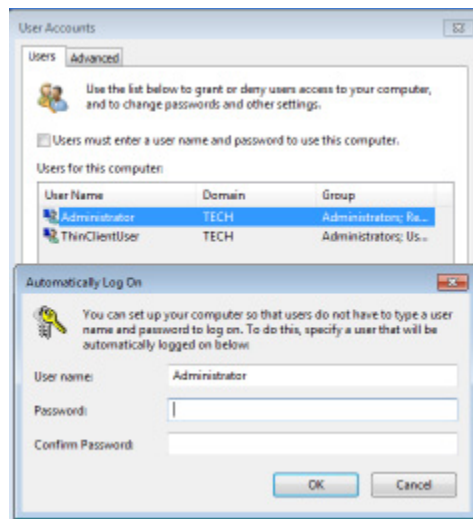 User Accounts
Users Advanced
Use the list below to grant or deny users access to your computer,
and to change passwords and other settings.
Users must enter a user name and password to use this computer.
Users for this computer:
User Name Domain Group
Administrator TECH Administrators; Re...
ThinClientUser TECH Administrators; Us...
Automatically Log On
You can set up your computer so that users do not have to type a user
name and password to log on. To do this, specify a user that will be
automatically logged on below:
User name: Administrator
Password:
Confirm Password:
OK Cancel